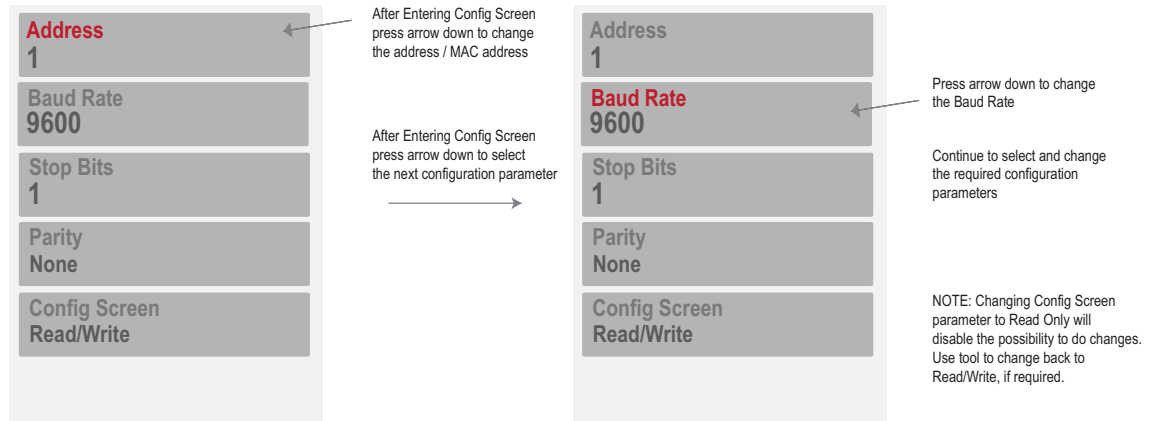 Address
1
Baud Rate
9600
Stop Bits
1
Parity
None
Config Screen
Read/Write
After Entering Config Screen
press arrow down to change
the address / MAC address
After Entering Config Screen
press arrow down to select
the next configuration parameter
Address
1
Baud Rate
9600
Stop Bits
1
Parity
None
Config Screen
Read/Write
Press arrow down to change
the Baud Rate
Continue to select and change
the required configuration
parameters
NOTE: Changing Config Screen
parameter to Read Only will
disable the possibility to do changes.
Use tool to change back to
Read/Write, if required.